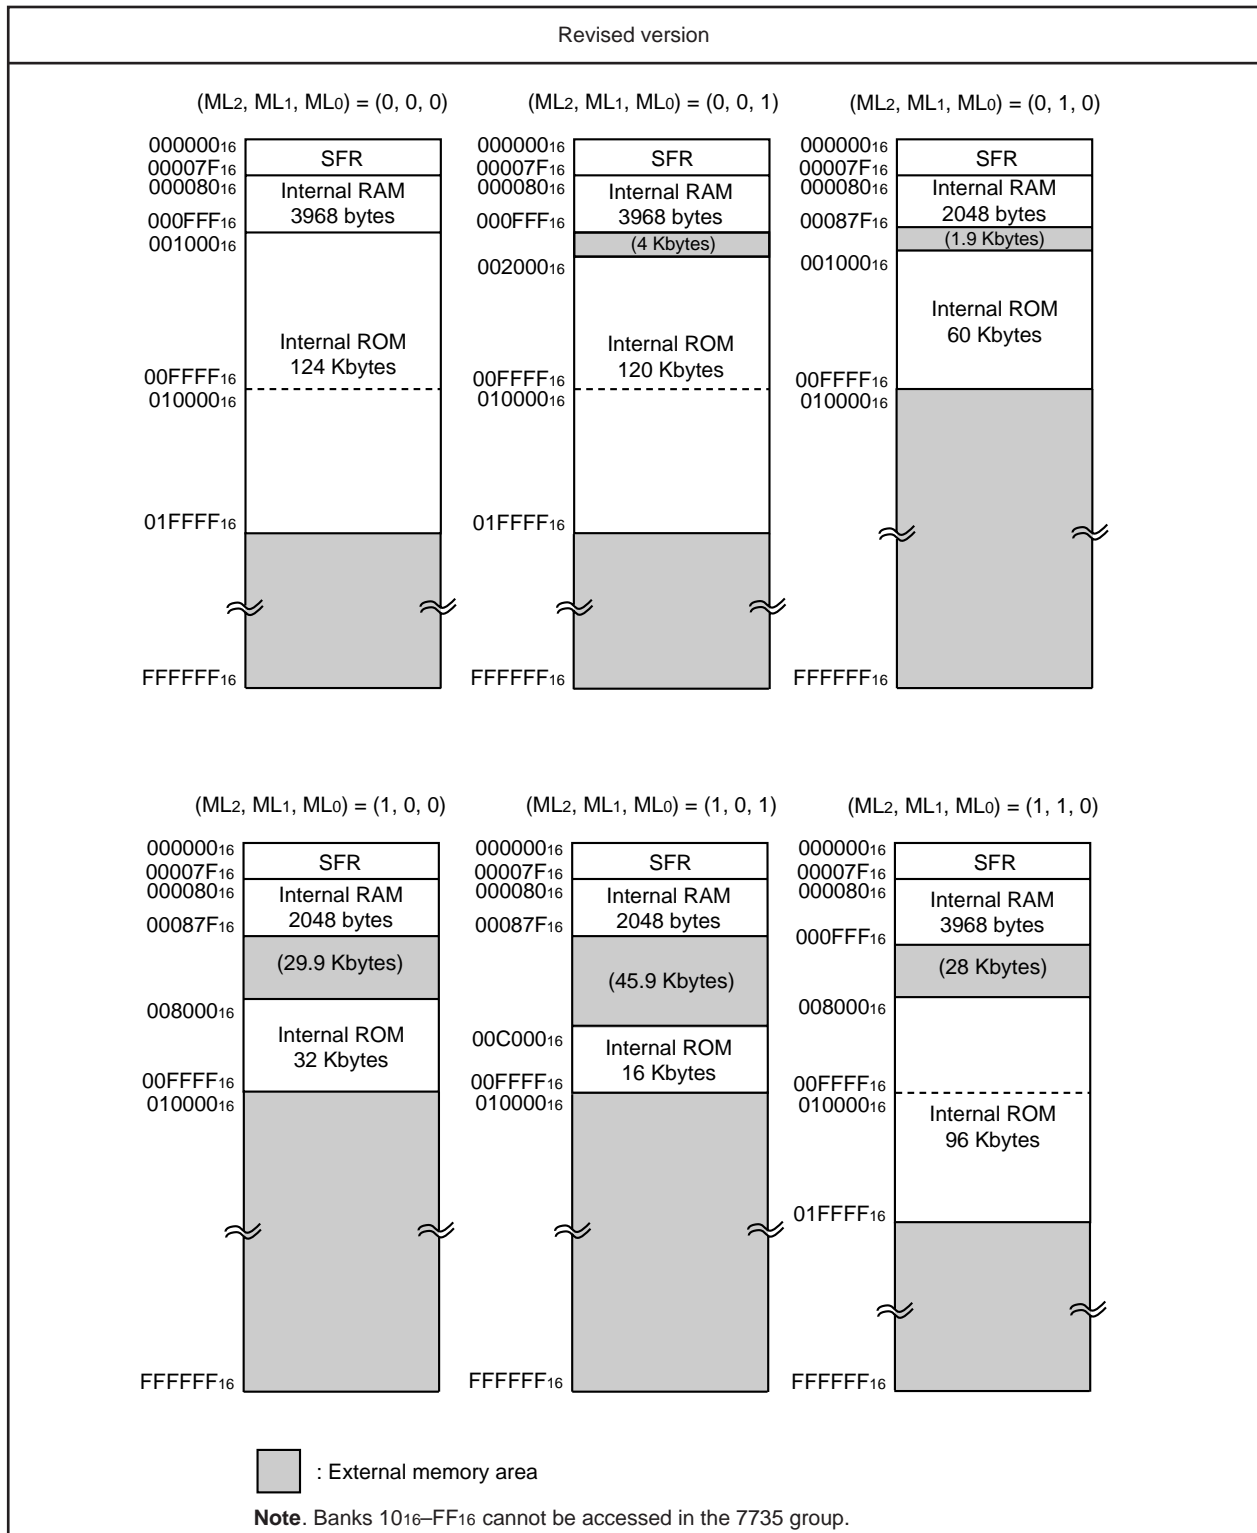 Revised version
(ML2, ML1, ML0) = (0, 0, 0)
00000016
00007F16
00008016
000FFF16
00100016
00FFFF16
01000016
01FFFF16
FFFFFF16
SFR
Internal RAM
3968 bytes
Internal ROM
124 Kbytes
(ML2, ML1, ML0) = (0, 0, 1)
00000016
00007F16
00008016
000FFF16
00200016
00FFFF16
01000016
01FFFF16
FFFFFF16
SFR
Internal RAM
3968 bytes
(4 Kbytes)
Internal ROM
120 Kbytes
(ML2, ML1, ML0) = (0, 1, 0)
00000016
00007F16
00008016
00087F16
00100016
00FFFF16
01000016
FFFFFF16
SFR
Internal RAM
2048 bytes
(1.9 Kbytes)
Internal ROM
60 Kbytes
(ML2, ML1, ML0) = (1, 0, 0)
00000016
00007F16
00008016
00087F16
00800016
00FFFF16
01000016
FFFFFF16
SFR
Internal RAM
2048 bytes
(29.9 Kbytes)
Internal ROM
32 Kbytes
(ML2, ML1, ML0) = (1, 0, 1)
00000016
00007F16
00008016
00087F16
00C00016
00FFFF16
01000016
FFFFFF16
SFR
Internal RAM
2048 bytes
(45.9 Kbytes)
Internal ROM
16 Kbytes
(ML2, ML1, ML0) = (1, 1, 0)
00000016
00007F16
00008016
000FFF16
00800016
00FFFF16
01000016
01FFFF16
FFFFFF16
SFR
Internal RAM
3968 bytes
(28 Kbytes)
Internal ROM
96 Kbytes
: External memory area
Note. Banks 1016–FF16 cannot be accessed in the 7735 group.